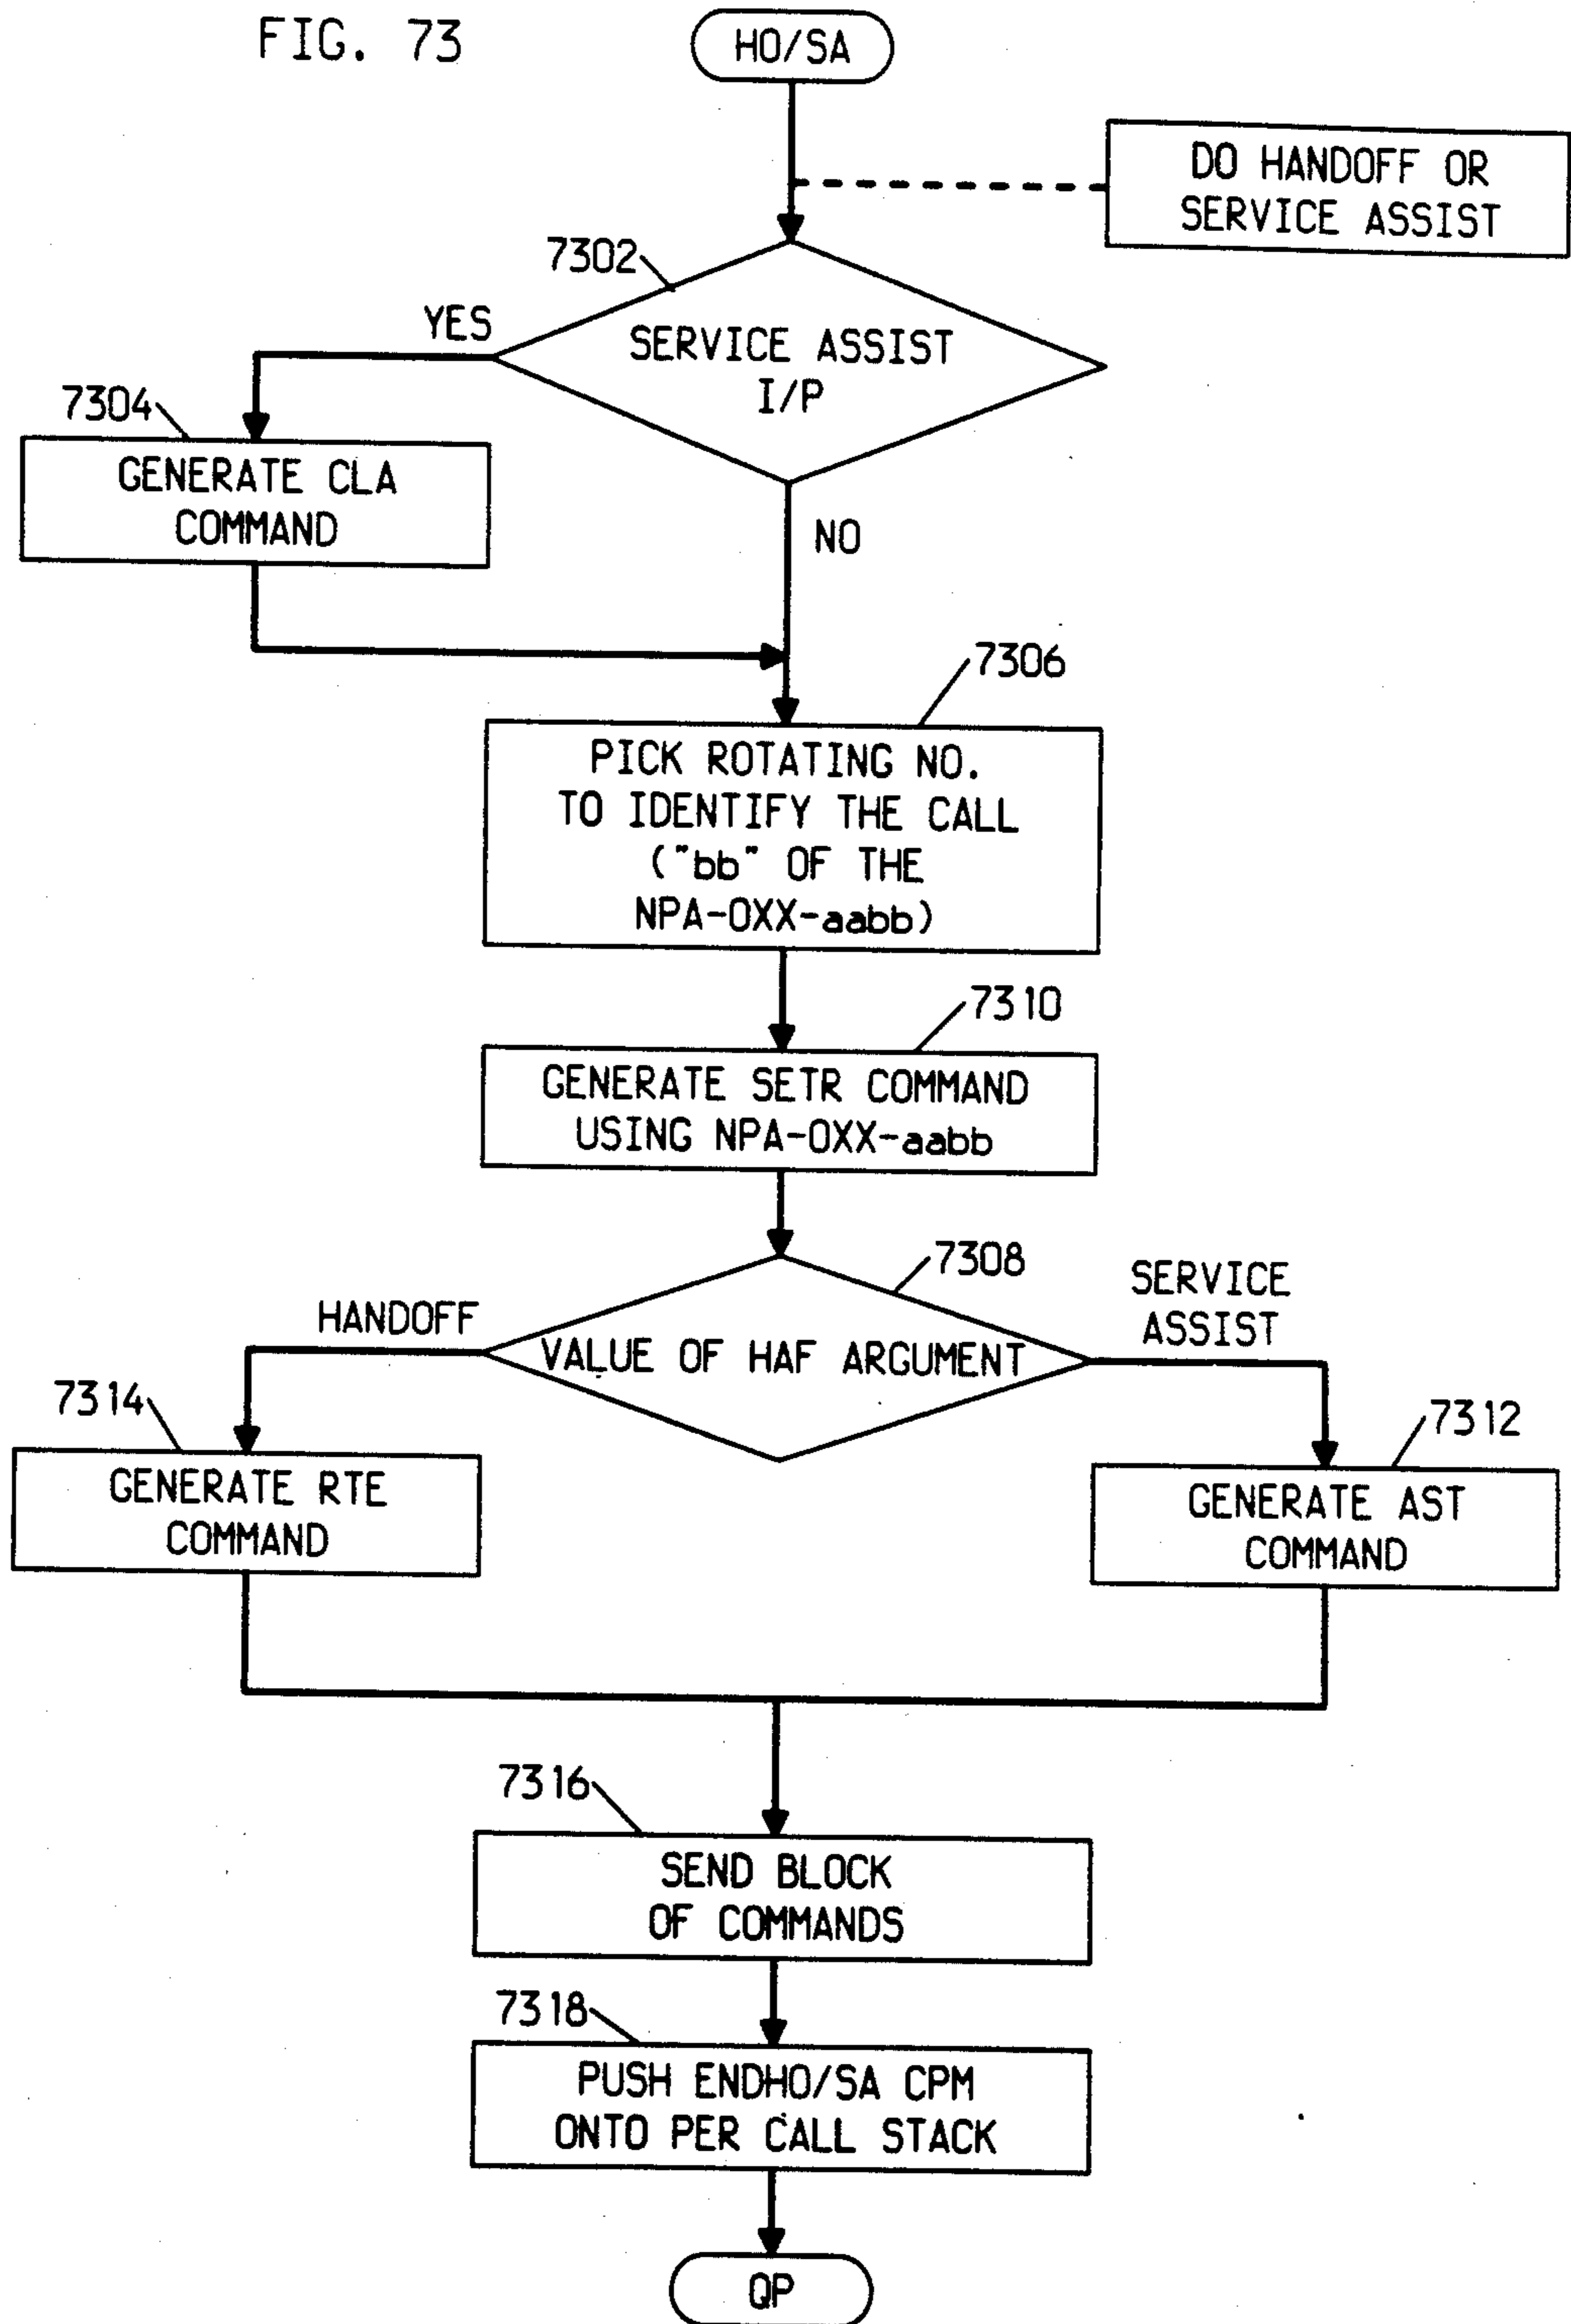 FIG. 73
HO/SA
DO HANDOFF OR
SERVICE ASSIST
7302
YES
SERVICE ASSIST
I/P
7304
GENERATE CLA
COMMAND
NO
7306
PICK ROTATING NO.
TO IDENTIFY THE CALL
("bb" OF THE
NPA-0XX-aabb)
7310
GENERATE SETR COMMAND
USING NPA-0XX-aabb
7308
HANDOFF
VALUE OF HAF ARGUMENT
SERVICE
ASSIST
7314
GENERATE RTE
COMMAND
7312
GENERATE AST
COMMAND
7316
SEND BLOCK
OF COMMANDS
7318
PUSH ENDHO/SA CPM
ONTO PER CALL STACK
QP